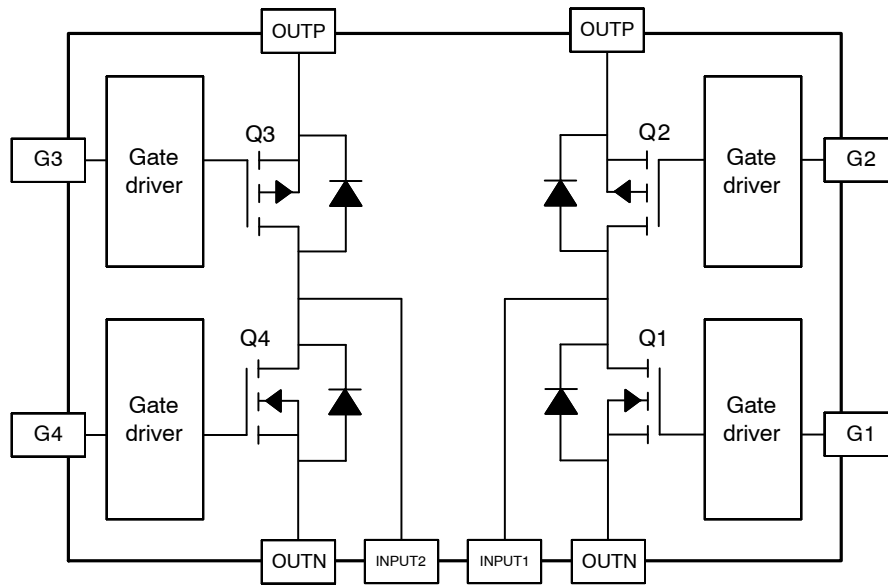 OUTP
OUTP
Q3
Q2
G3
Gate
driver
Gate
driver
G2
Q4
Q1
G4
Gate
driver
Gate
driver
G1
OUTN
INPUT2
INPUT1
OUTN